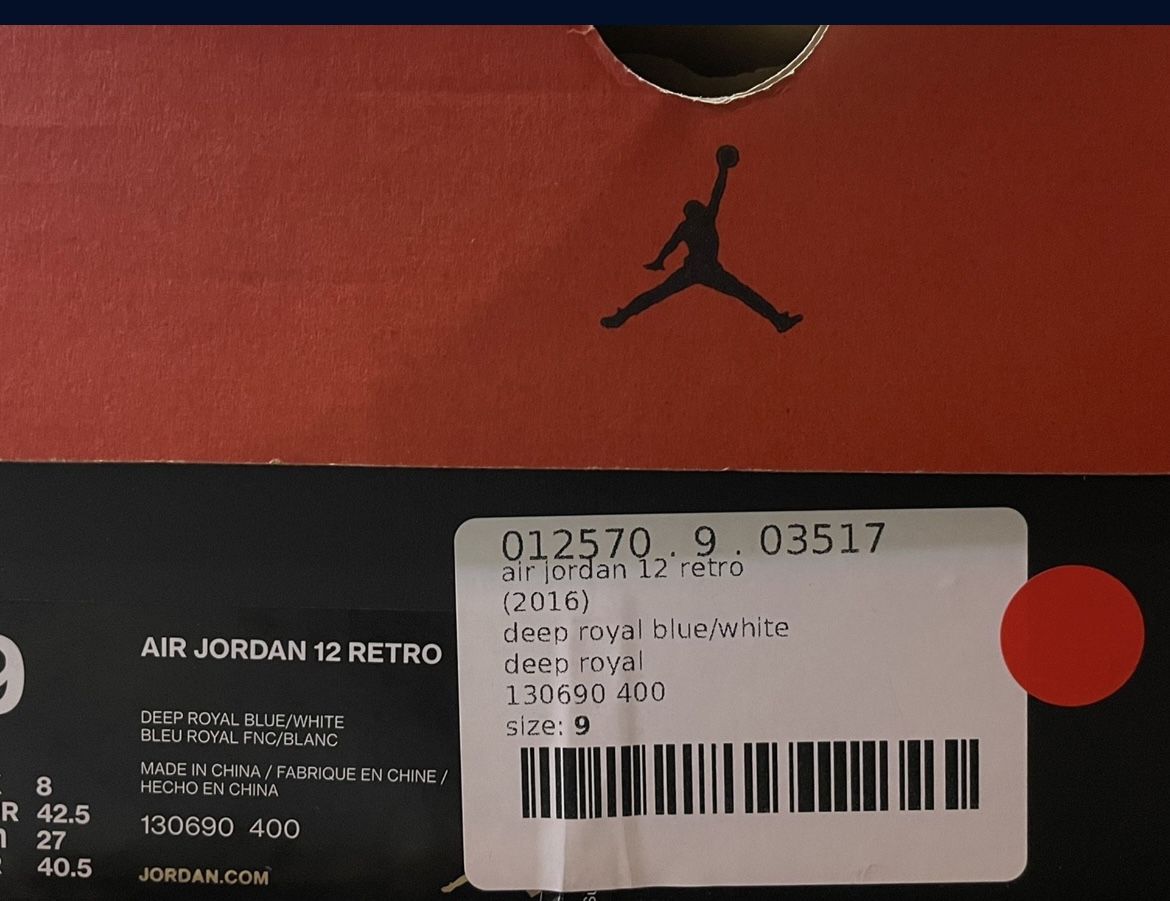 012570 . 9 . 03517
air jordan 12 retro
(2016)
deep royal blue/white
deep royal
130690 400
size: 9
9
AIR JORDAN 12 RETRO
DEEP ROYAL BLUE/WHITE
BLEU ROYAL FNC/BLANC
MADE IN CHINA / FABRIQUE EN CHINE /
HECHO EN CHINA
8
R 42.5
27
40.5
130690 400
JORDAN.COM